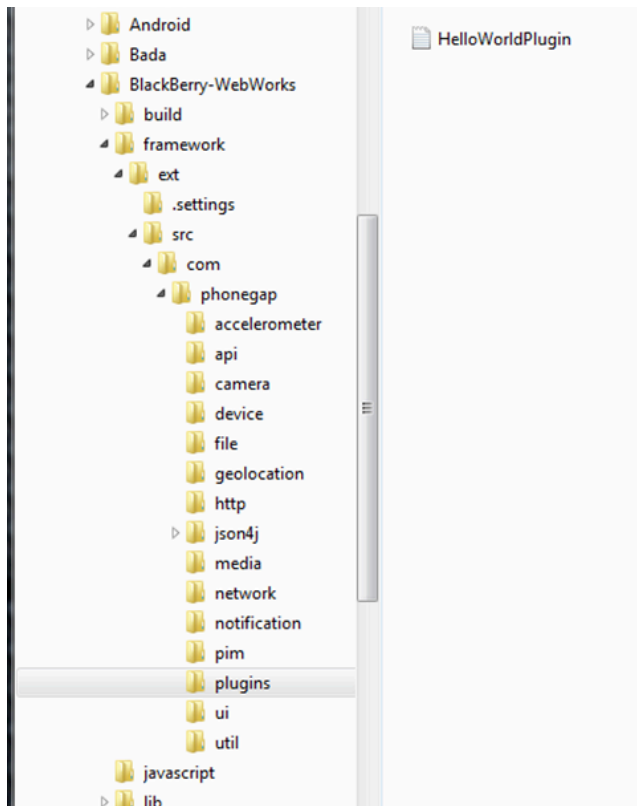 Android
Bada
BlackBerry-WebWorks
build
framework
ext
.settings
src
com
phonegap
accelerometer
api
camera
device
file
geolocation
http
json4j
media
network
notification
pim
plugins
ui
util
javascript
lib
HelloWorldPlugin